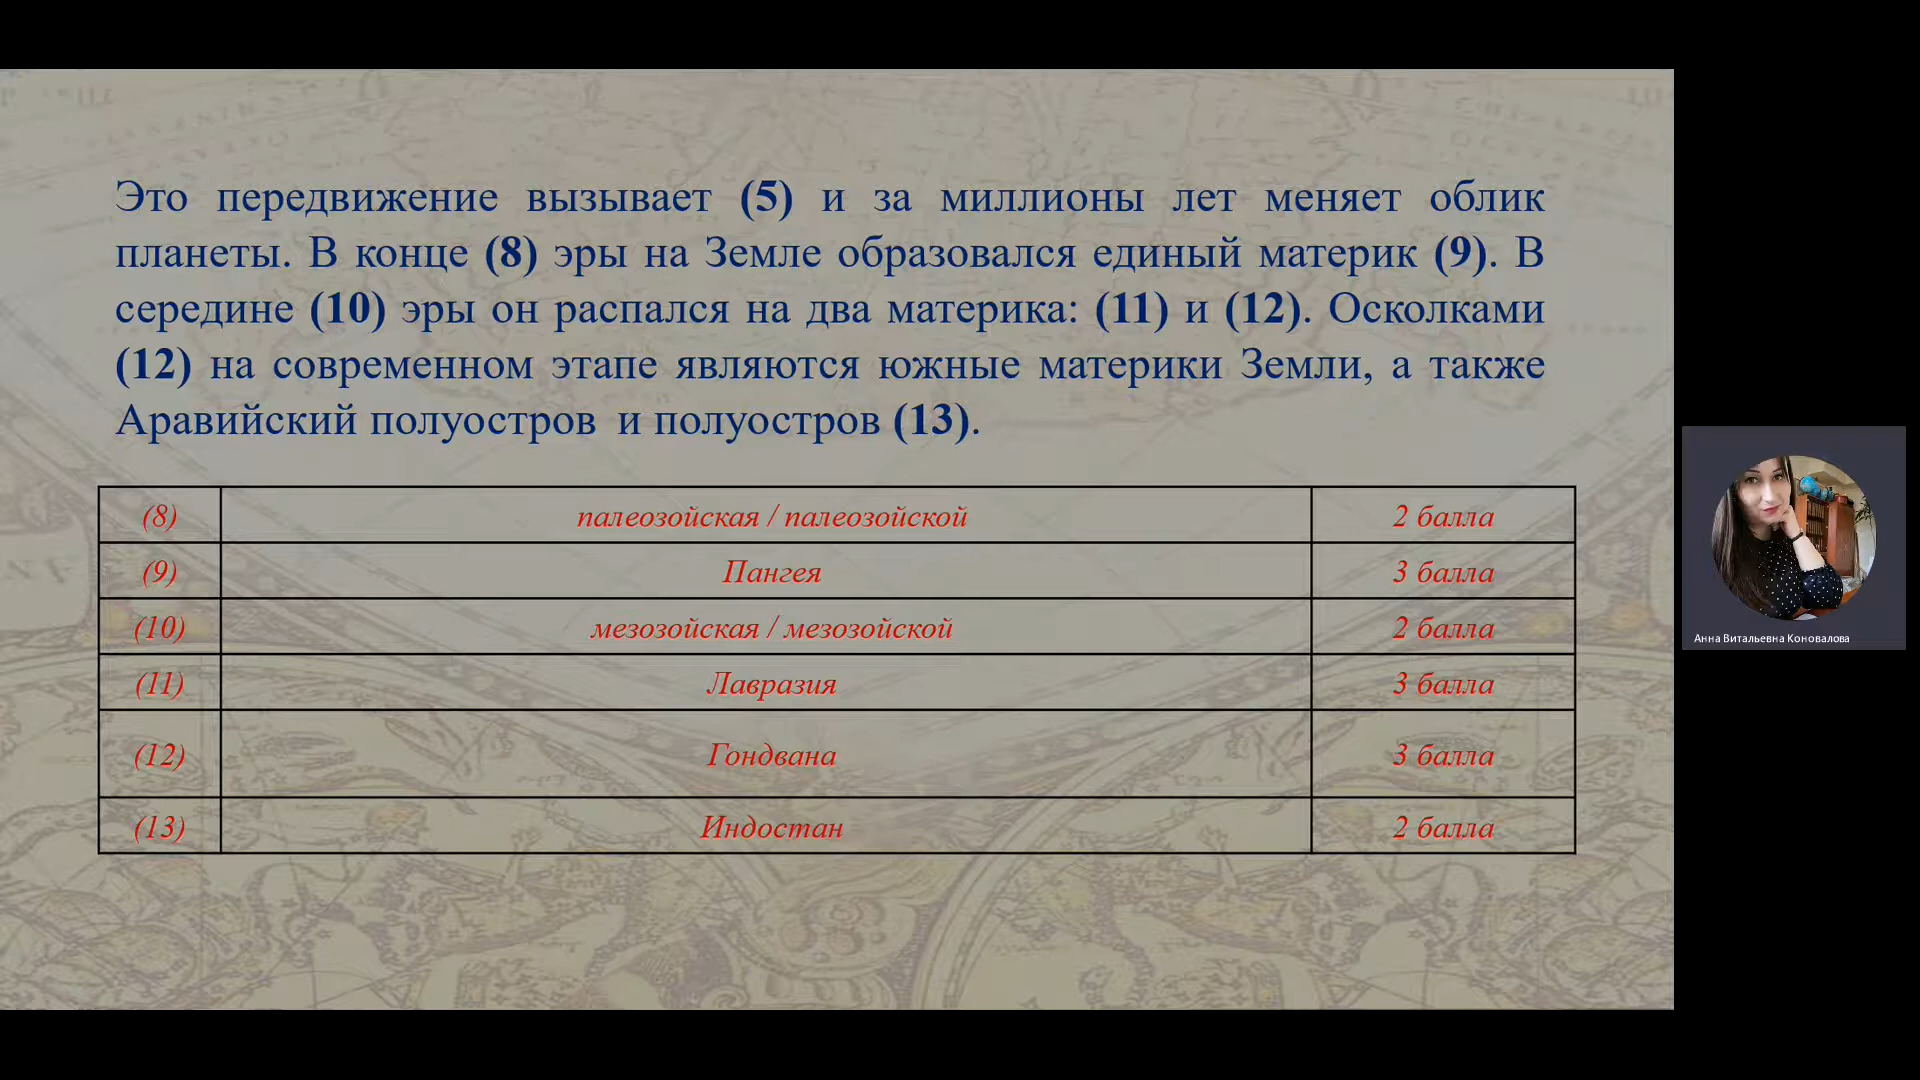 Это передвижение вызывает (5) и за миллионы лет меняет облик
планеты. В конце (8) эры на Земле образовался единый материк (9). В
середине (10) эры он распался на два материка: (11) и (12). Осколками
(12) на современном этапе являются южные материки Земли, а также
Аравийский полуостров и полуостров (13).
(8) палеозойская / палеозойской 2 балла
(9) Пангея 3 балла
(10) мезозойская / мезозойской 2 балла
(11) Лавразия 3 балла
(12) Гондвана 3 балла
(13) Индостан 2 балла
Анна Витальевна Коновалова